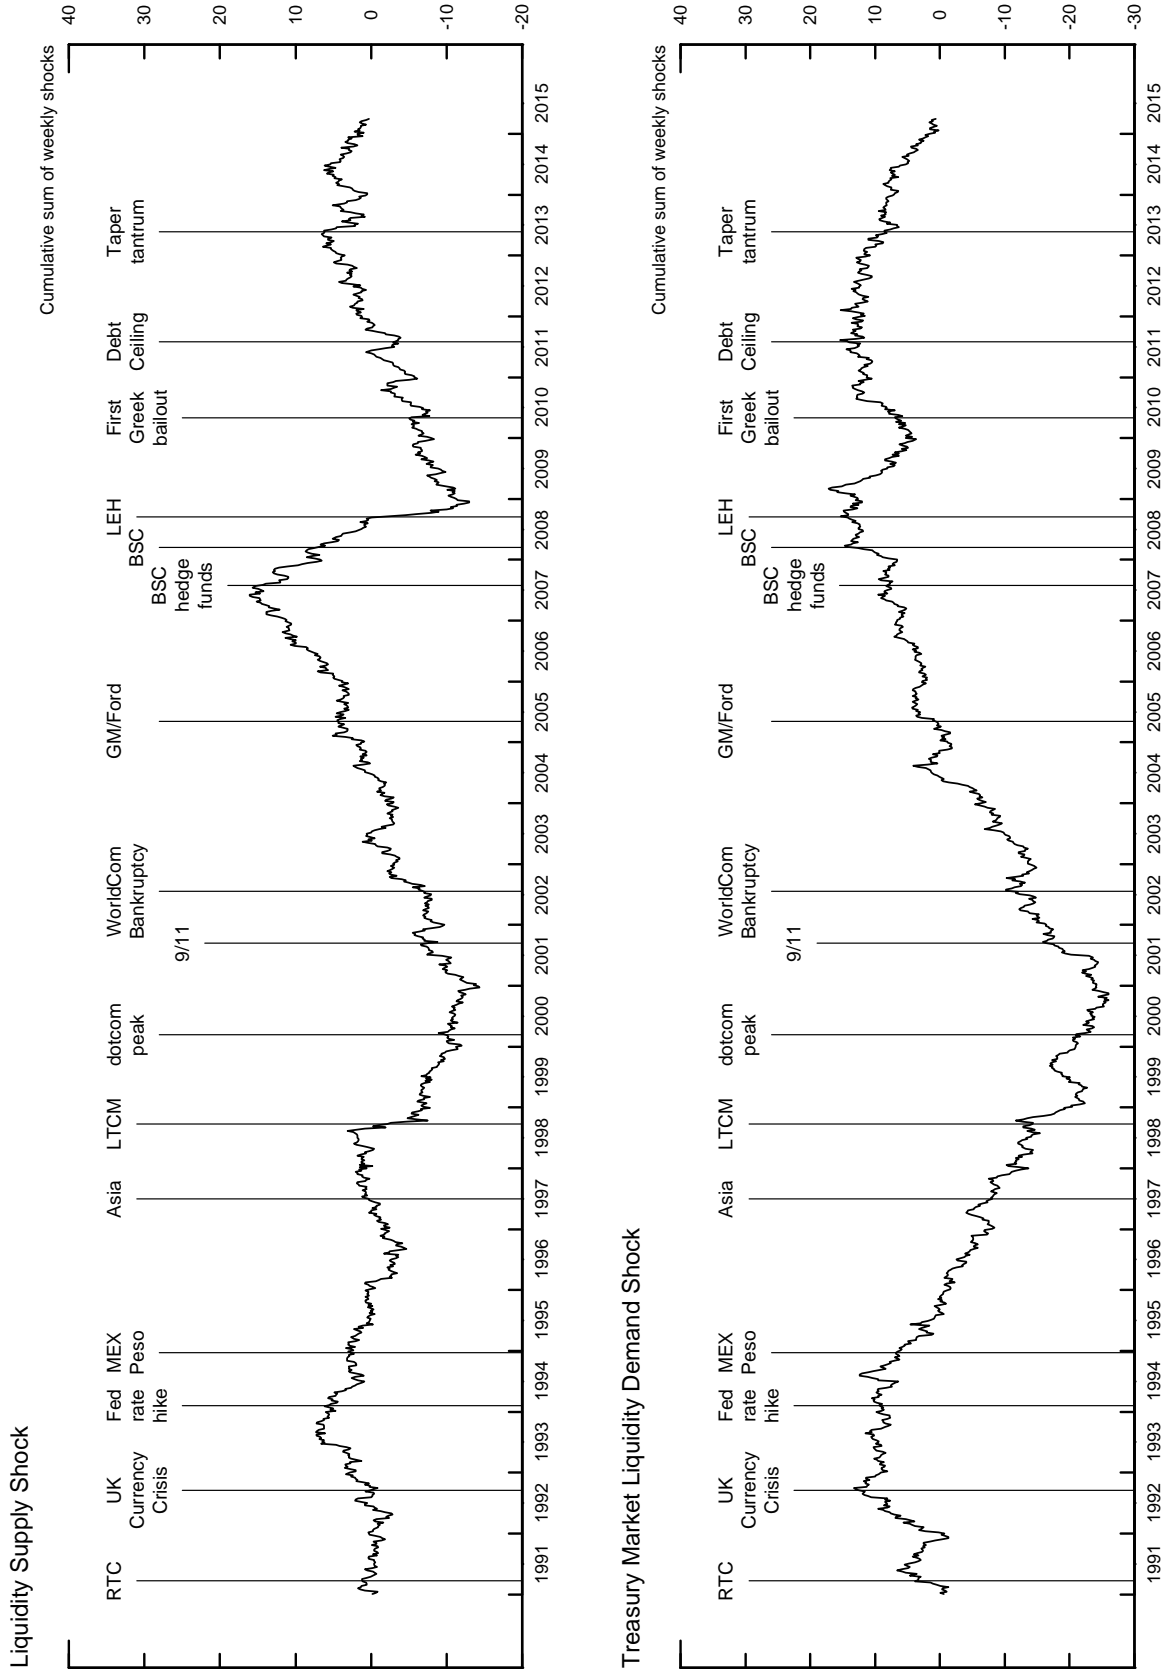 Liquidity Supply Shock
Cumulative sum of weekly shocks
40
20
10
0
-10
-20
RTC
UK
Currency
Crisis
Fed
rate
hike
MEX
Peso
Asia
LTCM
dotcom
peak
9/11
WorldCom
Bankruptcy
GM/Ford
BSC
hedge
funds
BSC
LEH
First
Greek
bailout
Debt
Ceiling
Taper
tantrum
1991 1992 1993 1994 1995 1996 1997 1998 1999 2000 2001 2002 2003 2004 2005 2006 2007 2008 2009 2010 2011 2012 2013 2014 2015
Treasury Market Liquidity Demand Shock
Cumulative sum of weekly shocks
40
20
10
0
-10
-20
-30
RTC
UK
Currency
Crisis
Fed
rate
hike
MEX
Peso
Asia
LTCM
dotcom
peak
9/11
WorldCom
Bankruptcy
GM/Ford
BSC
hedge
funds
BSC
LEH
First
Greek
bailout
Debt
Ceiling
Taper
tantrum
1991 1992 1993 1994 1995 1996 1997 1998 1999 2000 2001 2002 2003 2004 2005 2006 2007 2008 2009 2010 2011 2012 2013 2014 2015